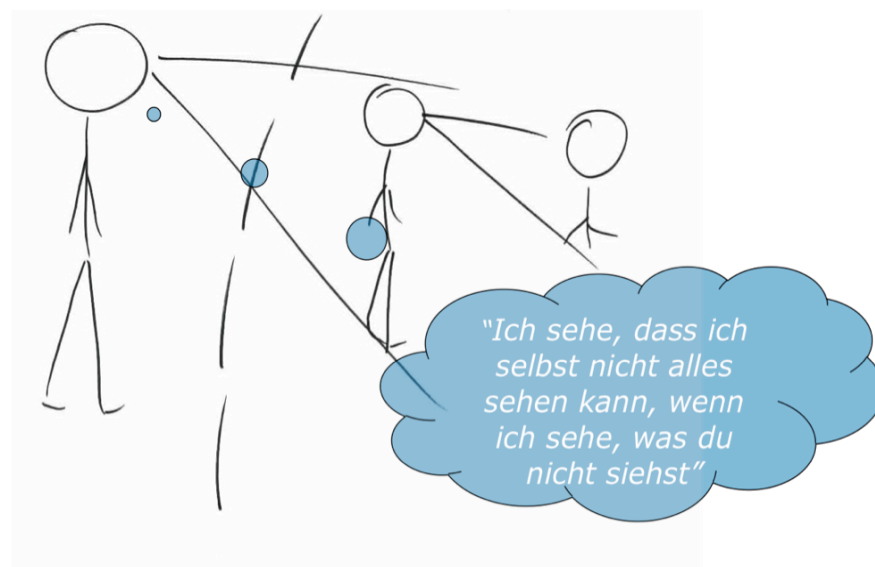 "Ich sehe, dass ich
selbst nicht alles
sehen kann, wenn
ich sehe, was du
nicht siehst”